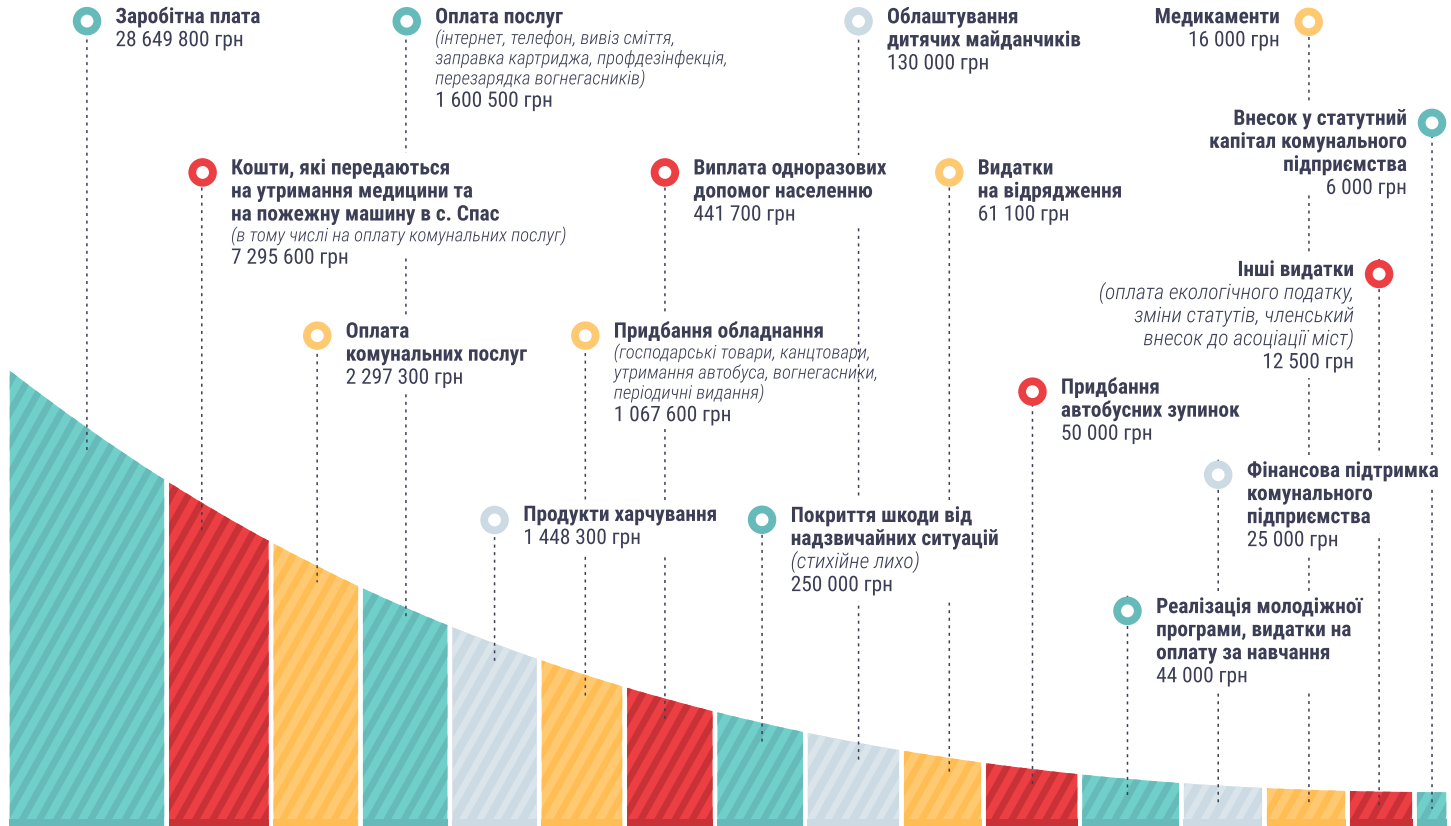 Заробітна плата
28 649 800 грн
Оплата послуг
(інтернет, телефон, вивіз сміття,
заправка картриджа, профдезінфекція,
перезарядка вогнегасників)
1 600 500 грн
Облаштування
дитячих майданчиків
130 000 грн
Медикаменти
16 000 грн
Внесок у статутний
капітал комунального
підприємства
6 000 грн
Кошти, які передаються
на утримання медицини та
на пожежну машину в с. Спас
(в тому числі на оплату комунальних послуг)
7 295 600 грн
Виплата одноразових
допомог населенню
441 700 грн
Видатки
на відрядження
61 100 грн
Інші видатки
(оплата екологічного податку,
зміни статутів, членський
внесок до асоціації міст)
12 500 грн
Оплата
комунальних послуг
2 297 300 грн
Придбання обладнання
(господарські товари, канцтовари,
утримання автобуса, вогнегасники,
періодичні видання)
1 067 600 грн
Придбання
автобусних зупинок
50 000 грн
Фінансова підтримка
комунального
підприємства
25 000 грн
Продукти харчування
1 448 300 грн
Покриття шкоди від
надзвичайних ситуацій
(стихійне лихо)
250 000 грн
Реалізація молодіжної
програми, видатки на
оплату за навчання
44 000 грн